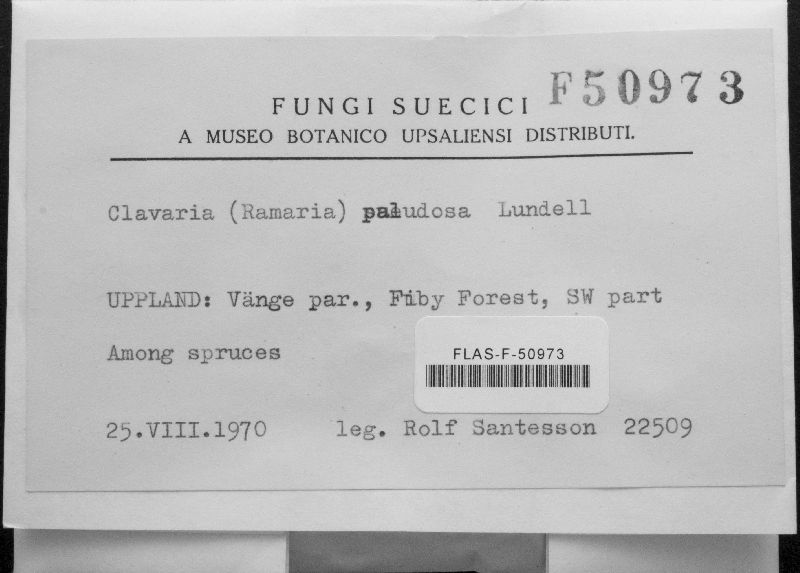 F50973
FUNGI SUECICI
A MUSEO BOTANICO UPSALIENSI DISTRIBUTI.
Clavaria (Ramaria) paludosa Lundell
UPPLAND: Vänge par., Fiby Forest, SW part
Among spruces
FLAS-F-50973
25.VIII.1970 leg. Rolf Santesson 22509